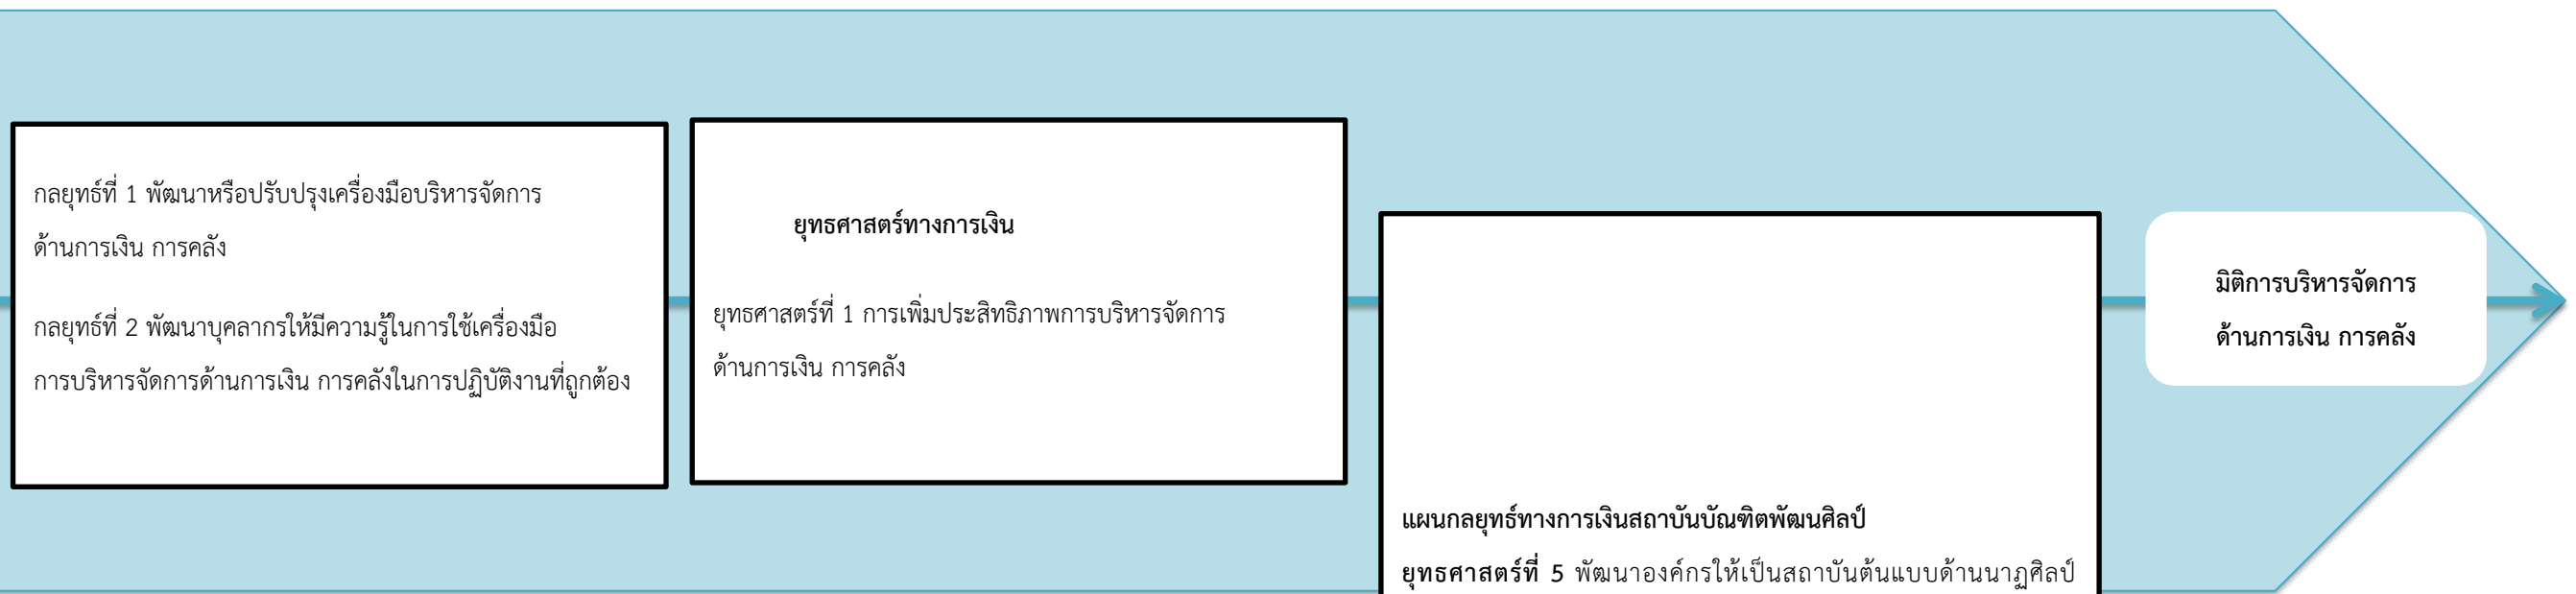 กลยุทธ์ที่ 1 พัฒนาหรือปรับปรุงเครื่องมือบริหารจัดการ
ด้านการเงิน การคลัง
กลยุทธ์ที่ 2 พัฒนาบุคลากรให้มีความรู้ในการใช้เครื่องมือ
การบริหารจัดการด้านการเงิน การคลังในการปฏิบัติงานที่ถูกต้อง
ยุทธศาสตร์ทางการเงิน
ยุทธศาสตร์ที่ 1 การเพิ่มประสิทธิภาพการบริหารจัดการ
ด้านการเงิน การคลัง
แผนกลยุทธ์ทางการเงินสถาบันบัณฑิตพัฒนศิลป์
ยุทธศาสตร์ที่ 5 พัฒนาองค์กรให้เป็นสถาบันต้นแบบด้านนาฏศิลป์
มิติการบริหารจัดการ
ด้านการเงิน การคลัง